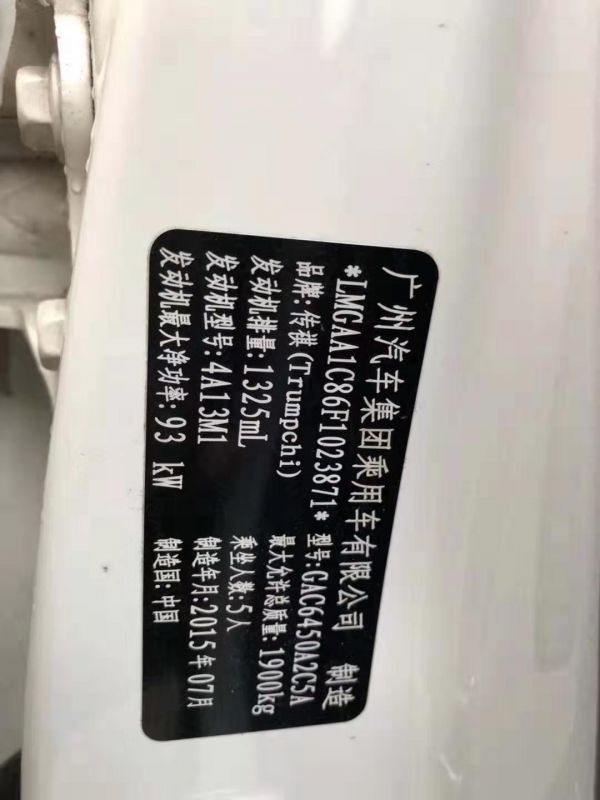 广州汽车集团乘用车有限公司 制造
*LMGAA1C86F1023871*
品牌:传祺(Trumpchi) 型号:GAC6450A2C5A
发动机排量:1325mL 最大允许总质量:1900kg
发动机型号:4A13M1 乘坐人数:5人
发动机最大净功率:93 kW 制造年月:2015年07月
制造国:中国